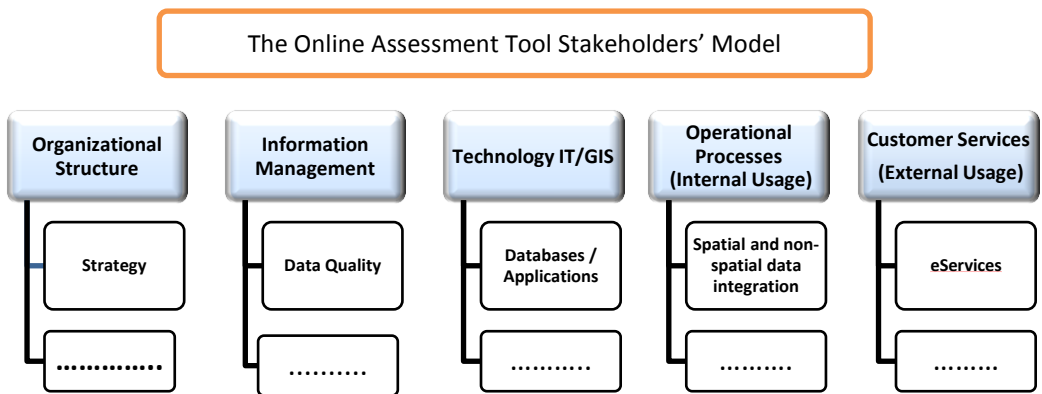 The Online Assessment Tool Stakeholders’ Model
Organizational
Structure
Strategy
..............
Information
Management
Data Quality
..........
Technology IT/GIS
Databases /
Applications
...........
Operational
Processes
(Internal Usage)
Spatial and non-
spatial data
integration
..........
Customer Services
(External Usage)
eServices
.........